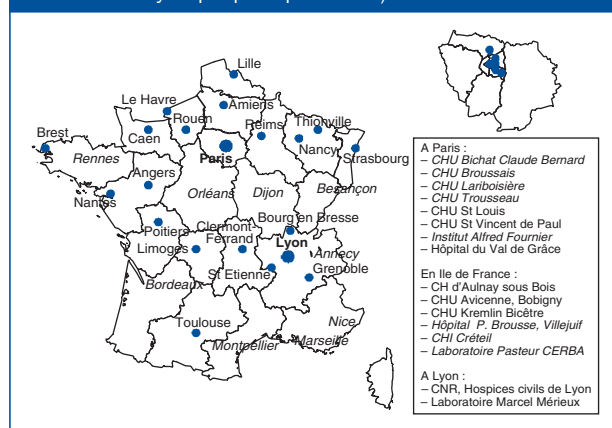 Lille
Le Havre
Amiens
Rouen
Reims
Thionville
Brest
Caen
Nancy
Strasbourg
Rennes
Paris
Angers
Orléans
Dijon
Besançon
Nantes
Bourg en Bresse
Poitiers
Clermont-
Ferrand
Lyon
Limoges
Annecy
St Etienne
Grenoble
Bordeaux
Nice
Toulouse
Marseille
Montpellier
A Paris :
– CHU Bichat Claude Bernard
– CHU Broussais
– CHU Lariboisière
– CHU Trousseau
– CHU St Louis
– CHU St Vincent de Paul
– Institut Alfred Fournier
– Hôpital du Val de Grâce
En Ile de France :
– CH d'Aulnay sous Bois
– CHU Avicenne, Bobigny
– CHU Kremlin Bicêtre
– Hôpital P. Brousse, Villejuif
– CHI Créteil
– Laboratoire Pasteur CERBA
A Lyon :
– CNR, Hospices civils de Lyon
– Laboratoire Marcel Mérieux